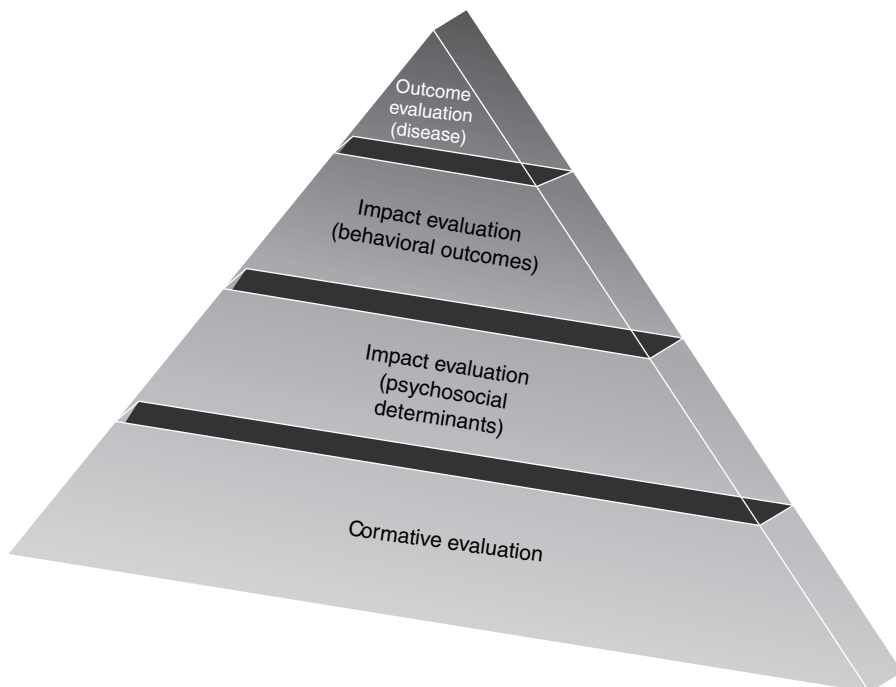 Outcome
evaluation
(disease)
Impact evaluation
(behavioral outcomes)
Impact evaluation
(psychosocial
determinants)
Cormative evaluation